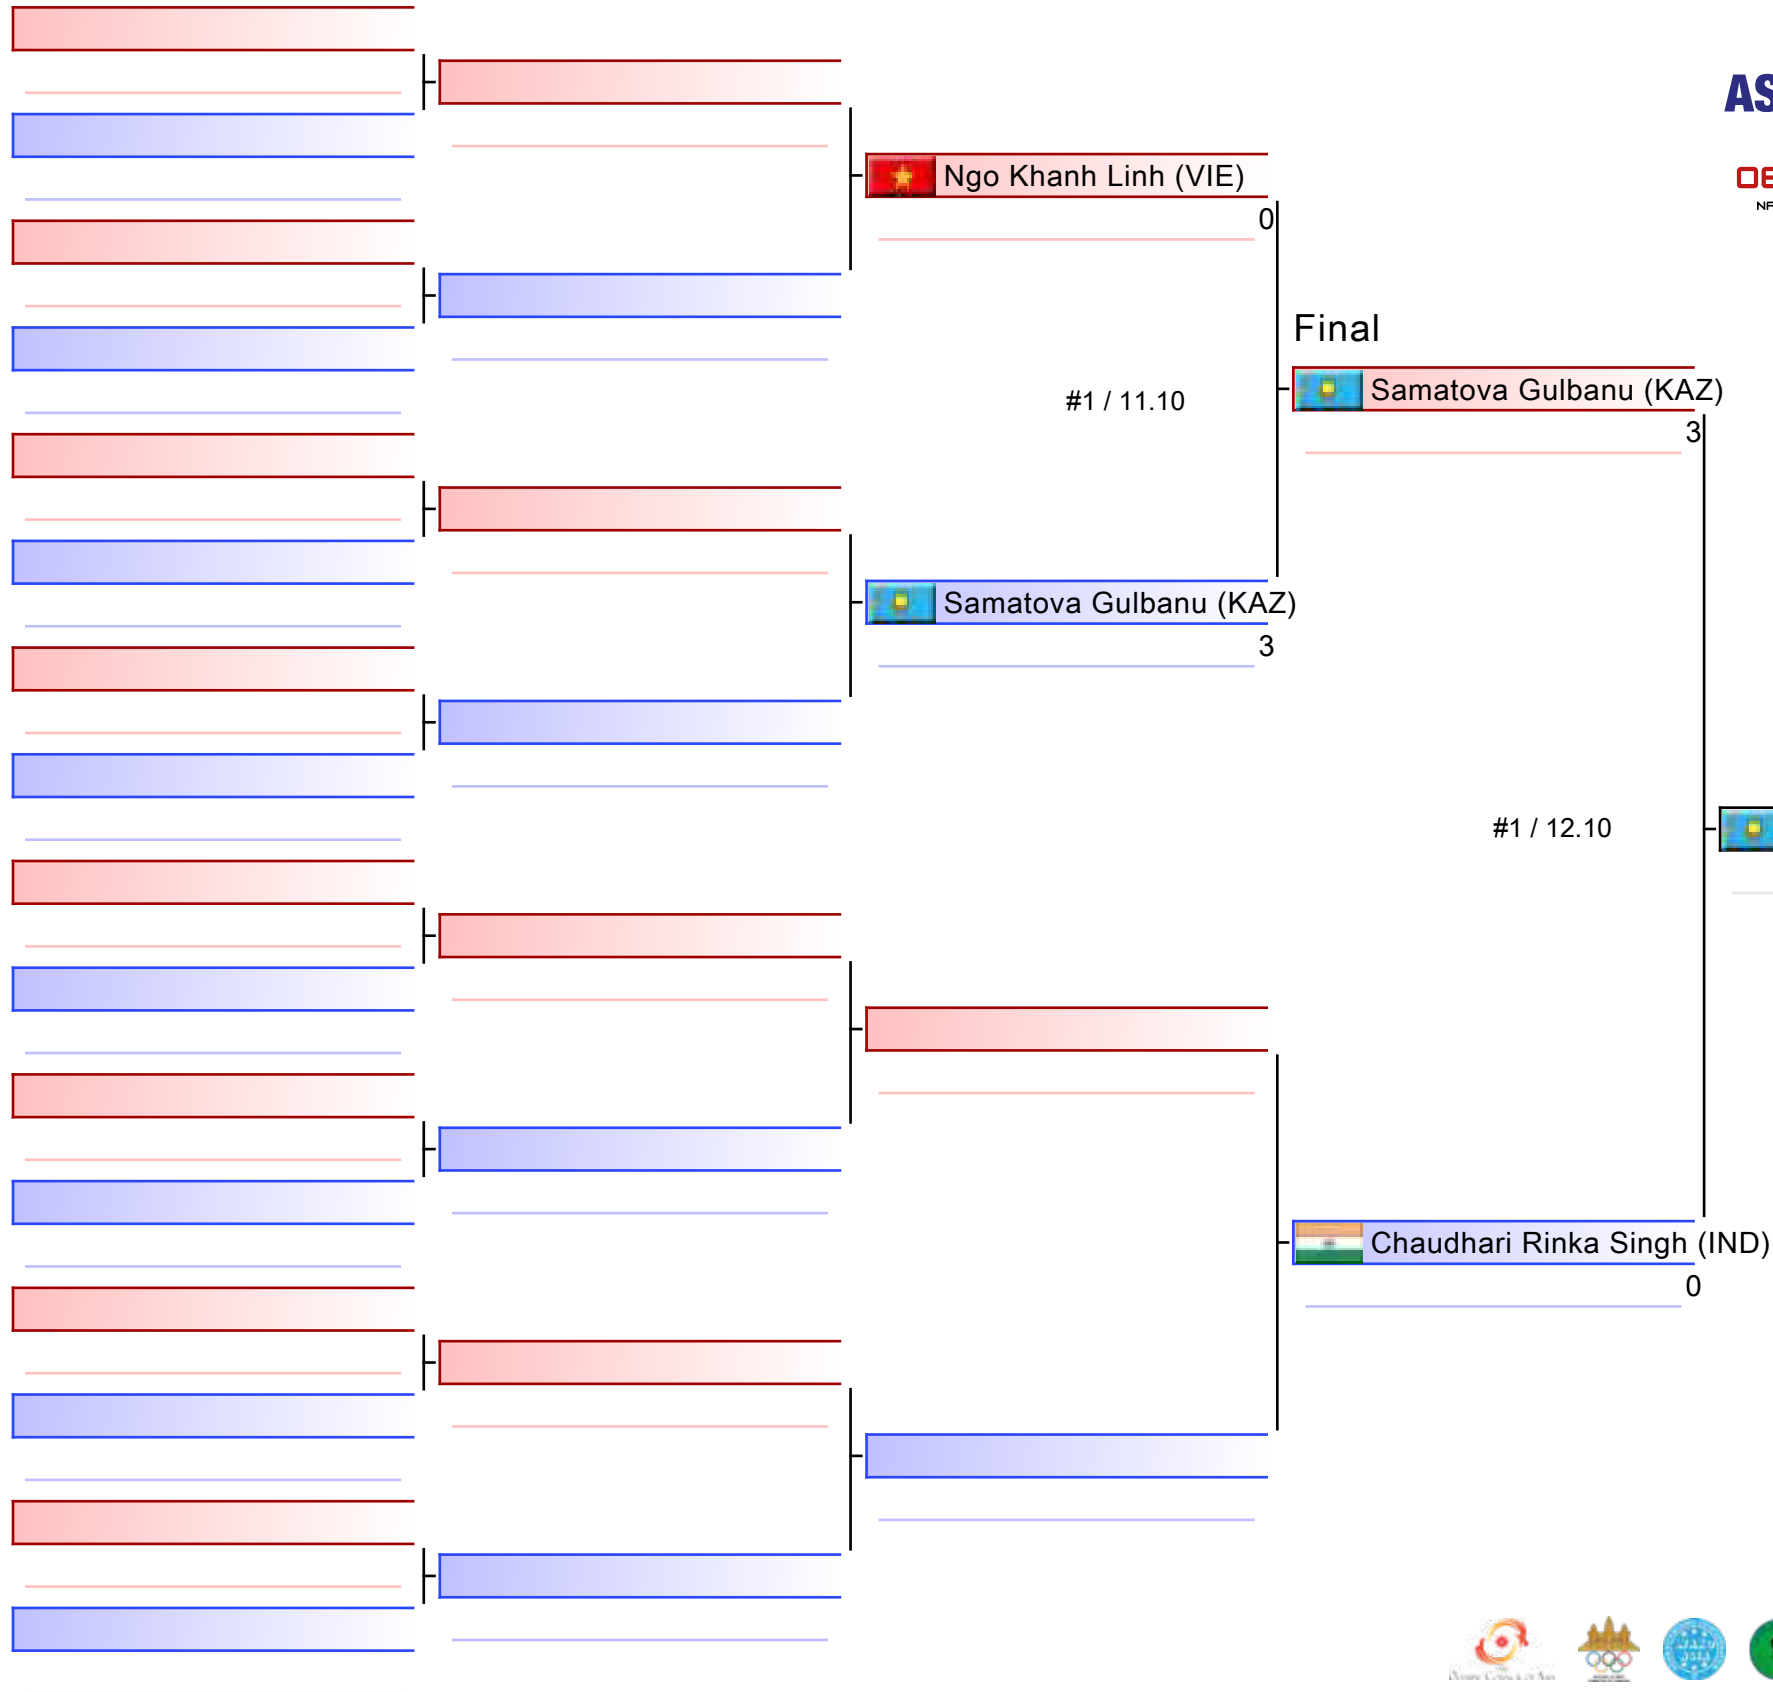 AS
Ngo Khanh Linh (VIE)
0
Final
#1 / 11.10
Samatova Gulbanu (KAZ)
3
Samatova Gulbanu (KAZ)
3
#1 / 12.10
Chaudhari Rinka Singh (IND)
0